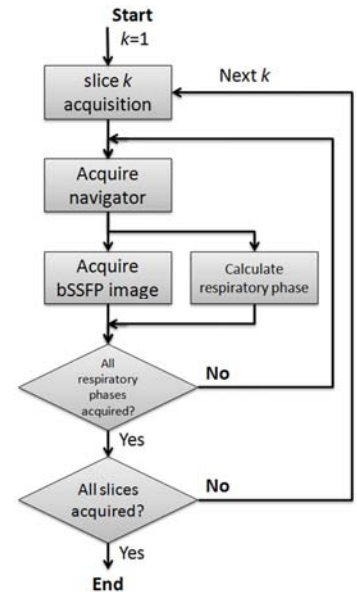 Start
k=1
slice k
acquisition
Next k
Acquire
navigator
Acquire
bSSFP image
Calculate
respiratory phase
All
respiratory
phases
acquired?
No
Yes
All slices
acquired?
No
Yes
End